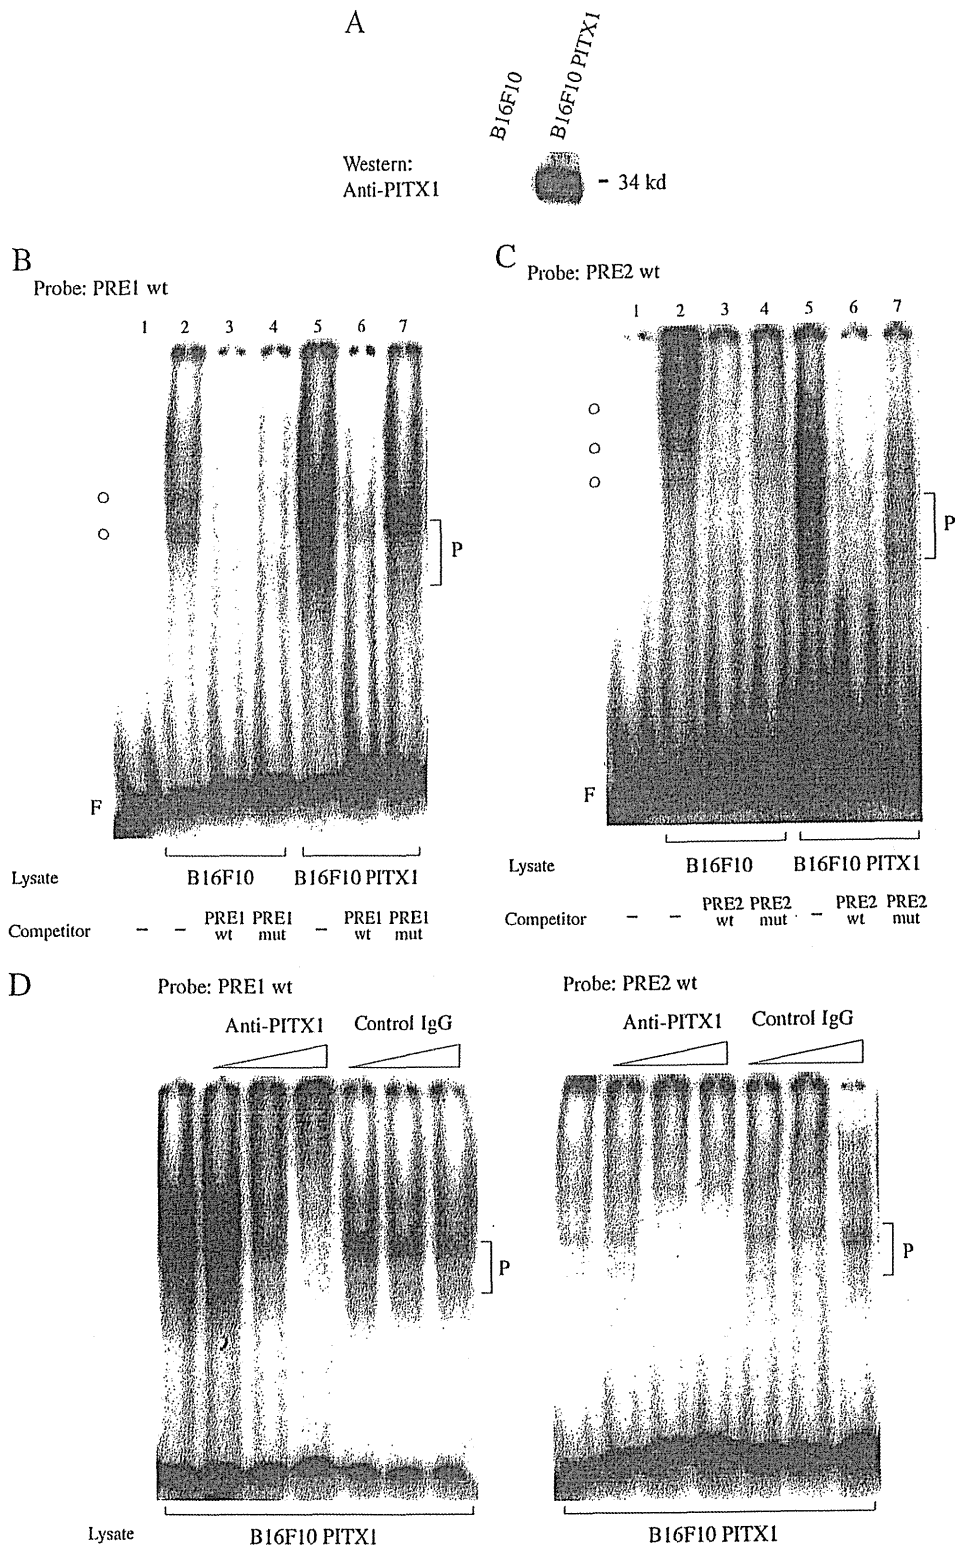 A
B16F10
B16F10 PITX1
Western:
Anti-PITX1
- 34 kd
B
Probe: PRE1 wt
1 2 3 4 5 6 7
P
F
Lysate
B16F10 B16F10 PITX1
Competitor
- - PRE1 wt PRE1 mut - PRE1 wt PRE1 mut
C
Probe: PRE2 wt
1 2 3 4 5 6 7
P
F
Lysate
B16F10 B16F10 PITX1
Competitor
- - PRE2 wt PRE2 mut - PRE2 wt PRE2 mut
D
Probe: PRE1 wt
Anti-PITX1 Control IgG
P
Lysate
B16F10 PITX1
Probe: PRE2 wt
Anti-PITX1 Control IgG
P
B16F10 PITX1